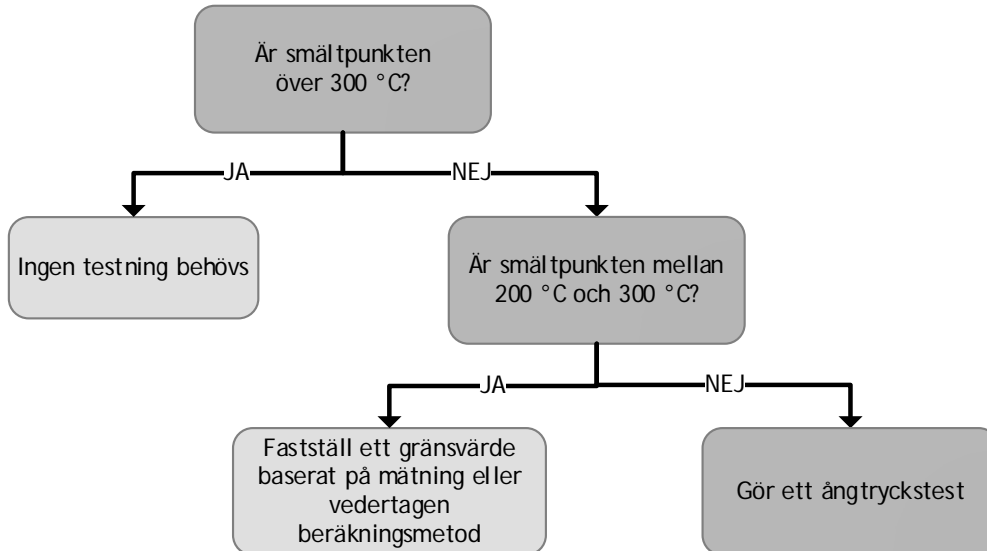 Är smältpunkten
över 300 °C?
JA
NEJ
Ingen testning behövs
Är smältpunkten mellan
200 °C och 300 °C?
JA
NEJ
Fastställ ett gränsvärde
baserat på mätning eller
vedertagen
beräkningsmetod
Gör ett ångtryckstest